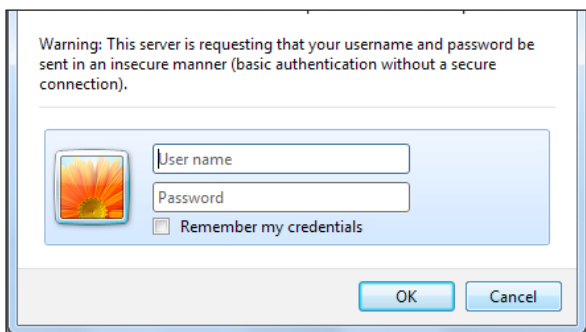 Warning: This server is requesting that your username and password be
sent in an insecure manner (basic authentication without a secure
connection).
User name
Password
Remember my credentials
OK
Cancel